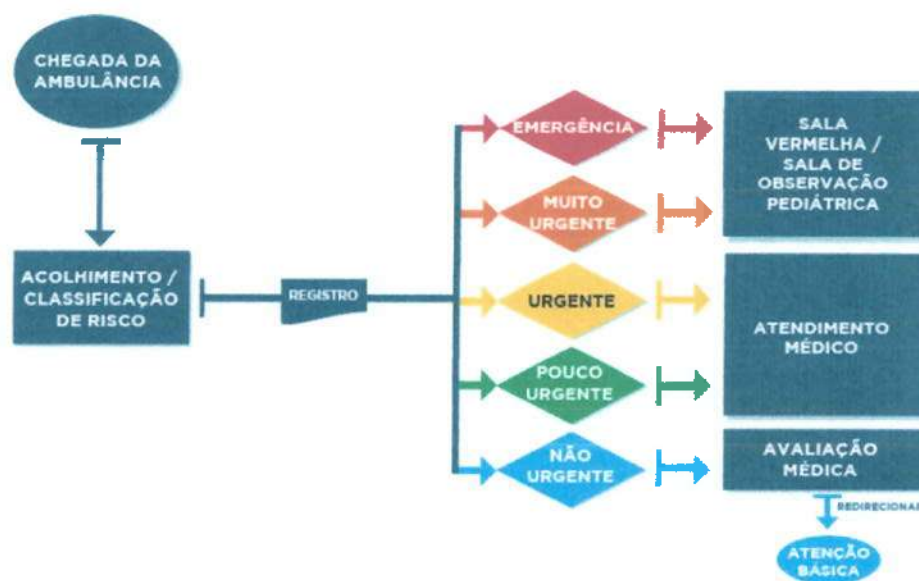 CHEGADA DA
AMBULÂNCIA
ACOLHIMENTO /
CLASSIFICAÇÃO
DE RISCO
REGISTRO
EMERGÊNCIA
MUITO
URGENTE
URGENTE
POUCO
URGENTE
NÃO
URGENTE
SALA
VERMELHA /
SALA DE
OBSERVAÇÃO
PEDIÁTRICA
ATENDIMENTO
MÉDICO
AVALIAÇÃO
MÉDICA
REDIRECIONAR
ATENÇÃO
BÁSICA